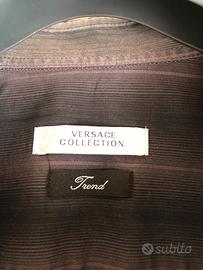 VERSACE
COLLECTION
Trend
subito